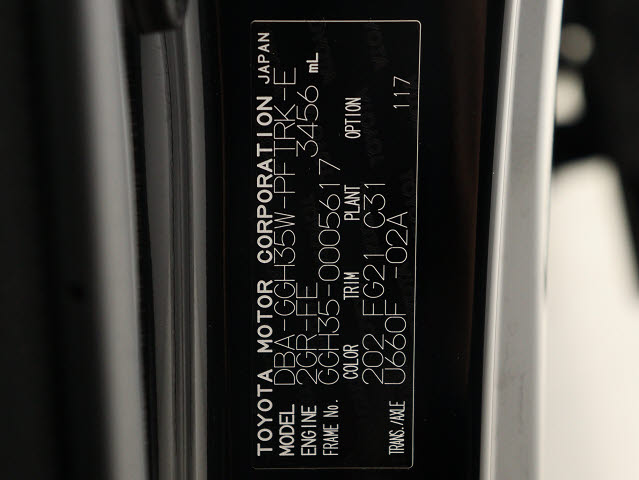 TOYOTA MOTOR CORPORATION JAPAN
MODEL DBA-GGH35W-PFTRK-E
ENGINE 2GR-FE 3456 mL
FRAME No. GGH35-0005617
COLOR TRIM PLANT OPTION
202 FG21 C31 117
TRANS./AXLE U660F -02A